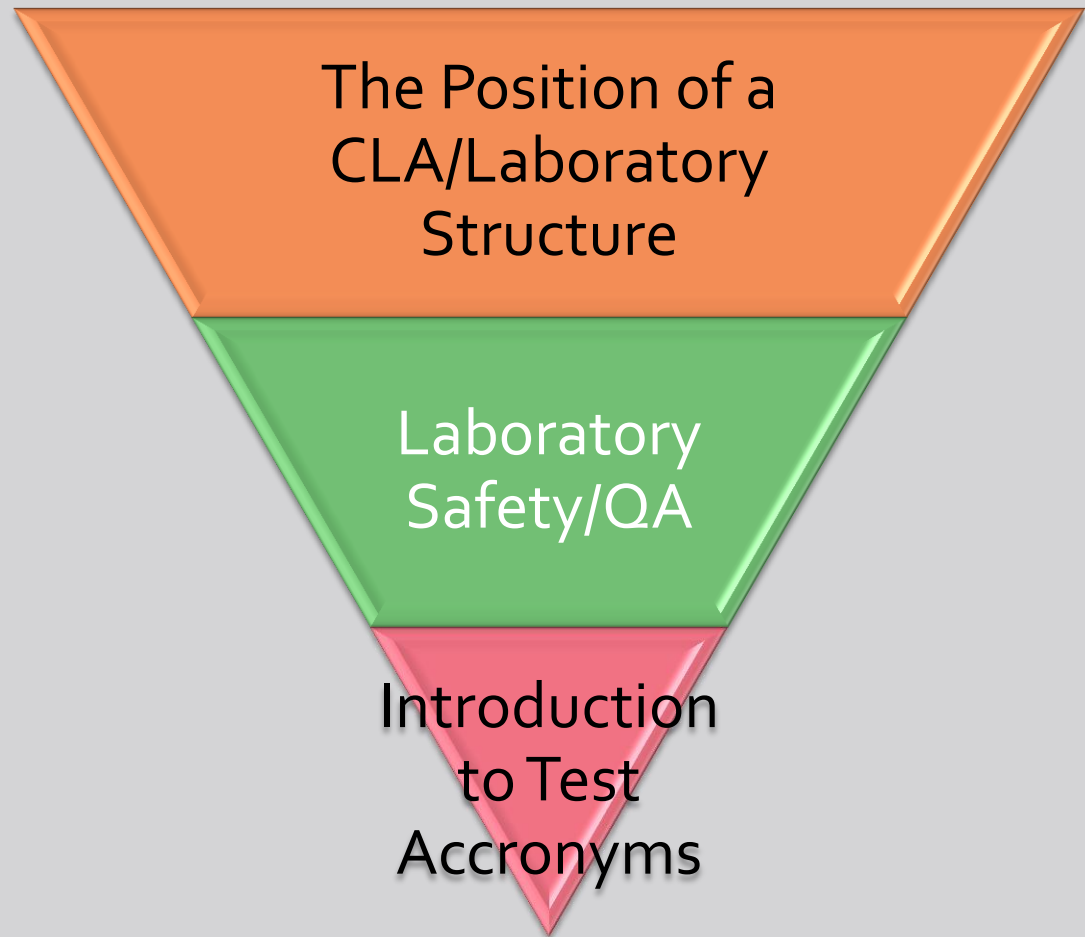 The Position of a
CLA/Laboratory
Structure
Laboratory
Safety/QA
Introduction
to Test
Accronyms